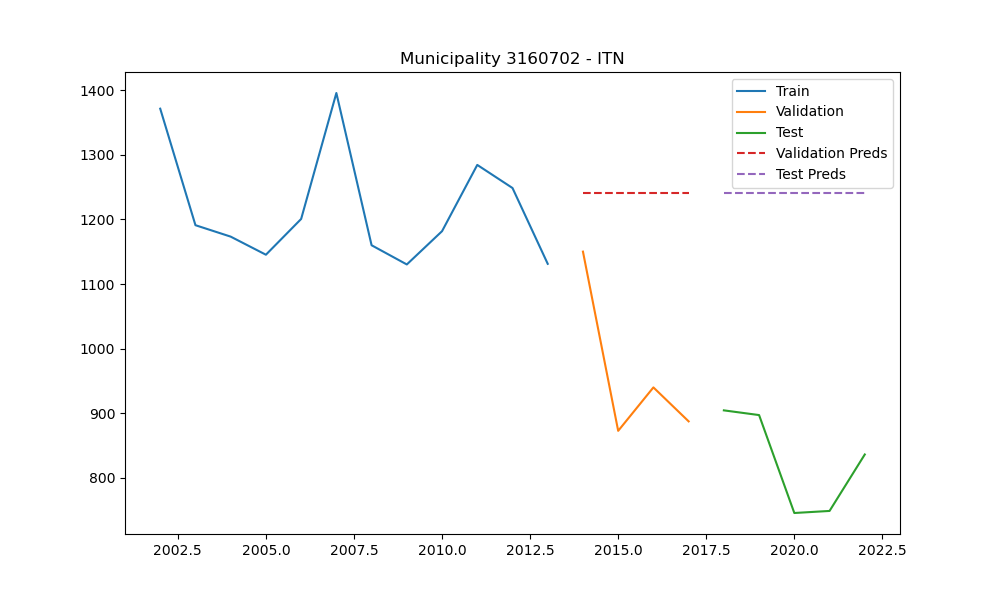 Municipality 3160702 - ITN
Train
Validation
Test
Validation Preds
Test Preds
1400
1300
1200
1100
1000
900
800
2002.5 2005.0 2007.5 2010.0 2012.5 2015.0 2017.5 2020.0 2022.5